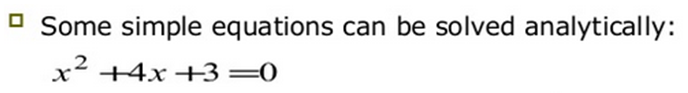 Some simple equations can be solved analytically:
x² +4x +3 =0